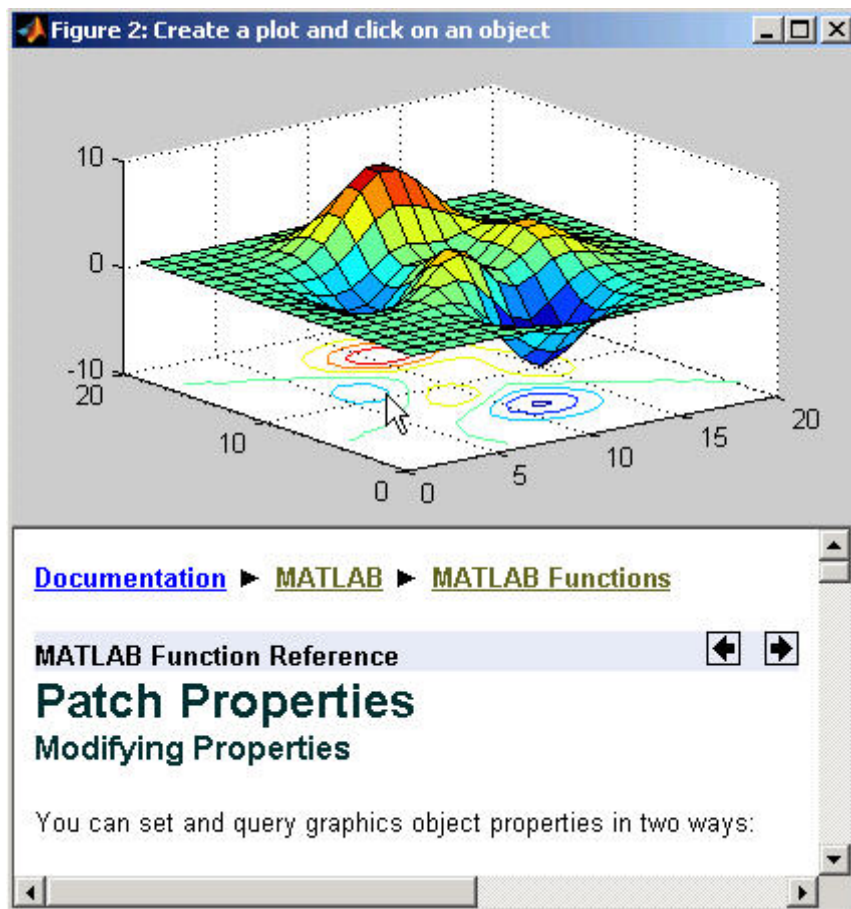 Figure 2: Create a plot and click on an object
10
0
-10
20
10
0
0
5
10
15
20
Documentation ► MATLAB ► MATLAB Functions
MATLAB Function Reference
Patch Properties
Modifying Properties
You can set and query graphics object properties in two ways: